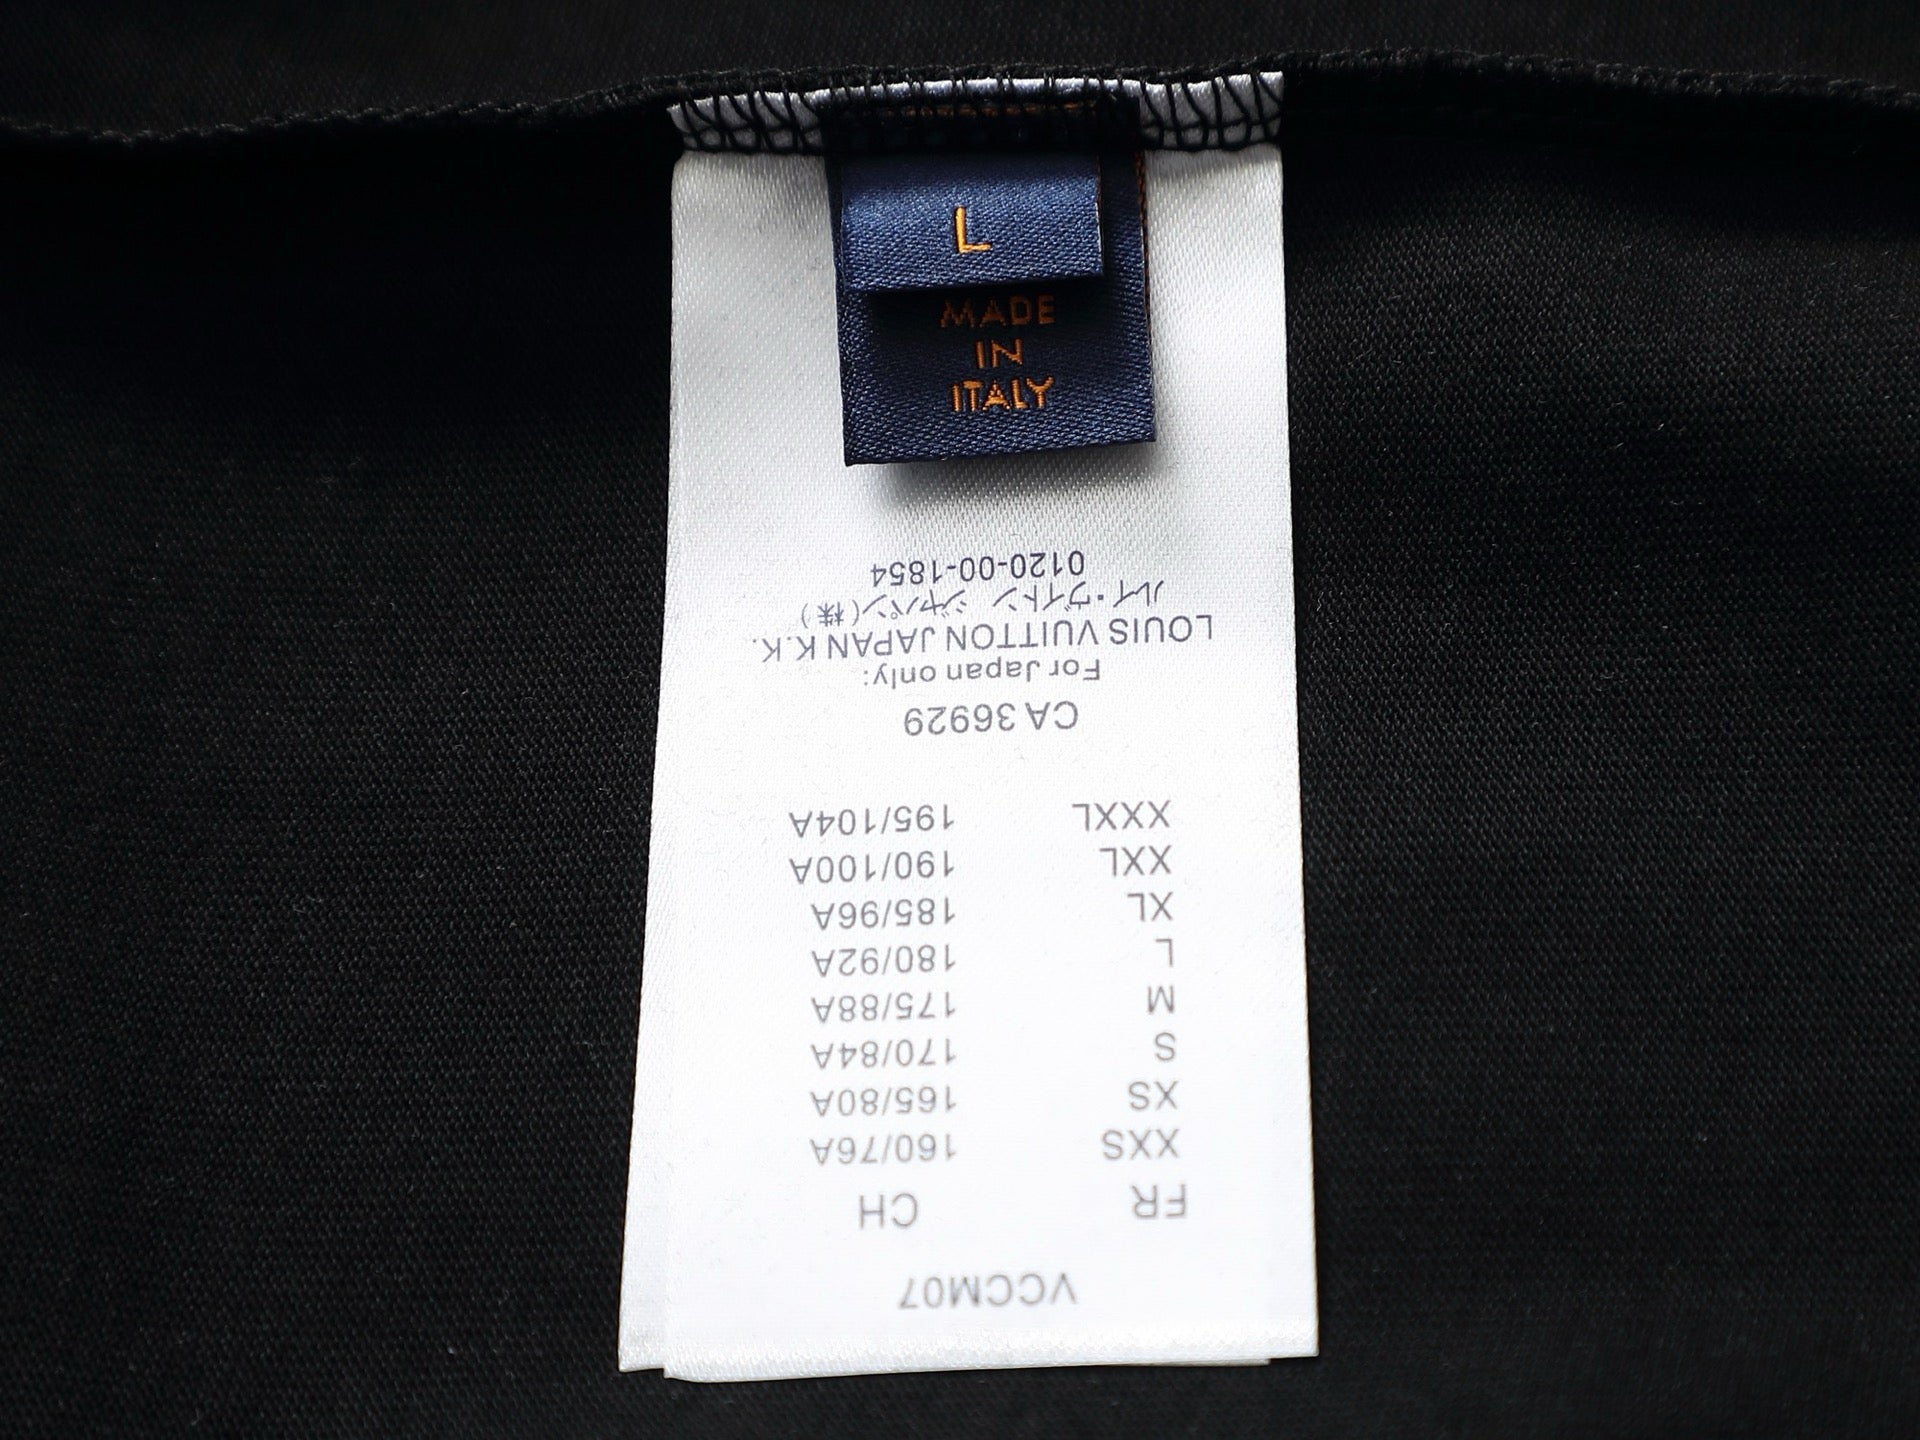 L
MADE
IN
ITALY
VCCM07
FR CH
XXS 160/76A
XS 165/80A
S 170/84A
M 175/88A
L 180/92A
XL 185/96A
XXL 190/100A
XXXL 195/104A
CA 36929
For Japan only:
LOUIS VUITTON JAPAN K.K.
ルイ・ヴィトン ジャパン(株)
0120-00-1854